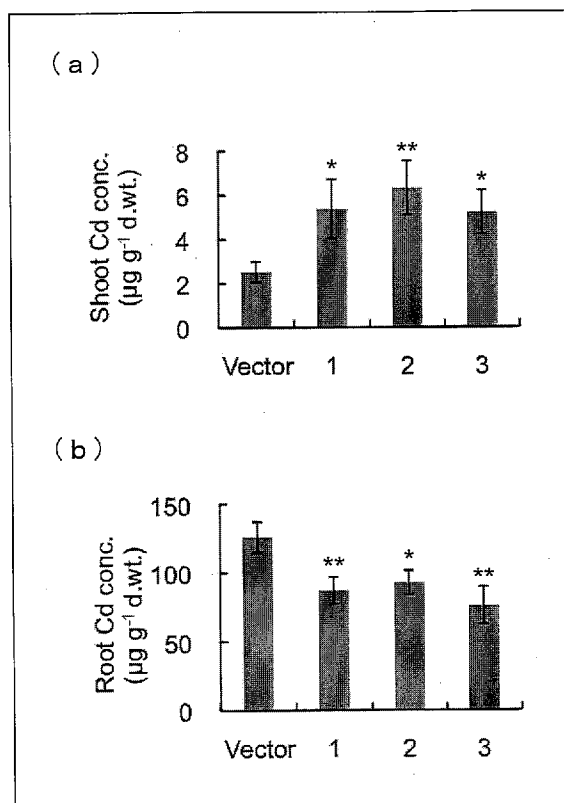 (a)
Shoot Cd conc.
(µg g⁻¹ d.wt.)
8
6
4
2
0
*
**
*
Vector 1 2 3
(b)
Root Cd conc.
(µg g⁻¹ d.wt.)
150
100
50
0
**
*
**
Vector 1 2 3